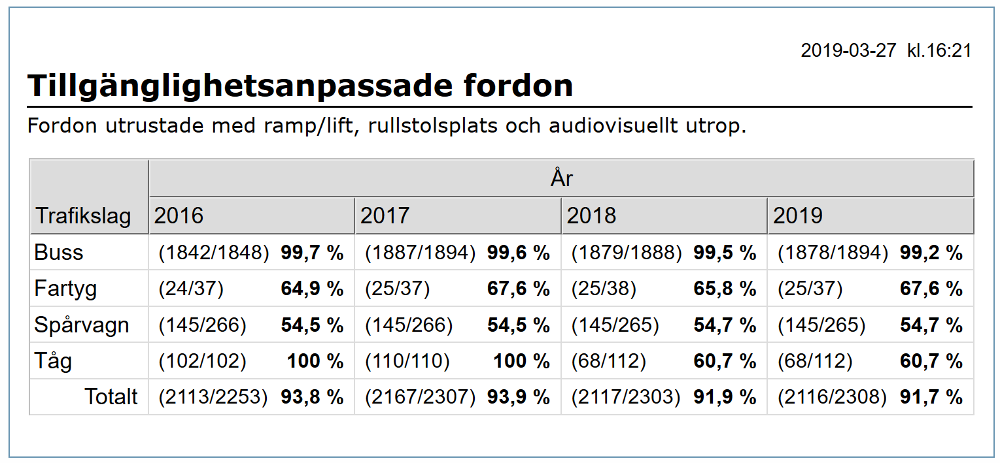 2019-03-27 kl.16:21
Tillgänglighetsanpassade fordon
Fordon utrustade med ramp/lift, rullstolsplats och audiovisuellt utrop.
År
Trafikslag 2016 2017 2018 2019
Buss (1842/1848) 99,7 % (1887/1894) 99,6 % (1879/1888) 99,5 % (1878/1894) 99,2 %
Fartyg (24/37) 64,9 % (25/37) 67,6 % (25/38) 65,8 % (25/37) 67,6 %
Spårvagn (145/266) 54,5 % (145/266) 54,5 % (145/265) 54,7 % (145/265) 54,7 %
Tåg (102/102) 100 % (110/110) 100 % (68/112) 60,7 % (68/112) 60,7 %
Totalt (2113/2253) 93,8 % (2167/2307) 93,9 % (2117/2303) 91,9 % (2116/2308) 91,7 %